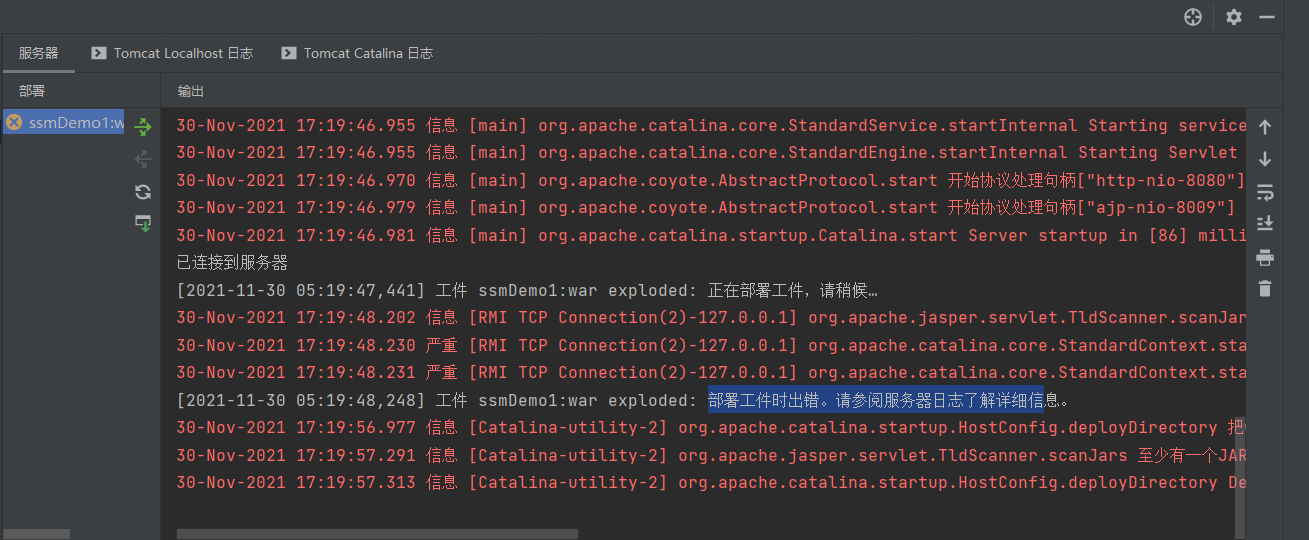 服务器
Tomcat Localhost 日志
Tomcat Catalina 日志
部署
输出
ssmDemo1:w
30-Nov-2021 17:19:46.955 信息 [main] org.apache.catalina.core.StandardService.startInternal Starting service
30-Nov-2021 17:19:46.955 信息 [main] org.apache.catalina.core.StandardEngine.startInternal Starting Servlet
30-Nov-2021 17:19:46.970 信息 [main] org.apache.coyote.AbstractProtocol.start 开始协议处理句柄["http-nio-8080"]
30-Nov-2021 17:19:46.979 信息 [main] org.apache.coyote.AbstractProtocol.start 开始协议处理句柄["ajp-nio-8009"]
30-Nov-2021 17:19:46.981 信息 [main] org.apache.catalina.startup.Catalina.start Server startup in [86] milli
已连接到服务器
[2021-11-30 05:19:47,441] 工件 ssmDemo1:war exploded: 正在部署工件，请稍候…
30-Nov-2021 17:19:48.202 信息 [RMI TCP Connection(2)-127.0.0.1] org.apache.jasper.servlet.TldScanner.scanJar
30-Nov-2021 17:19:48.230 严重 [RMI TCP Connection(2)-127.0.0.1] org.apache.catalina.core.StandardContext.sta
30-Nov-2021 17:19:48.231 严重 [RMI TCP Connection(2)-127.0.0.1] org.apache.catalina.core.StandardContext.sta
[2021-11-30 05:19:48,248] 工件 ssmDemo1:war exploded: 部署工件时出错。请参阅服务器日志了解详细信息。
30-Nov-2021 17:19:56.977 信息 [Catalina-utility-2] org.apache.catalina.startup.HostConfig.deployDirectory 把
30-Nov-2021 17:19:57.291 信息 [Catalina-utility-2] org.apache.jasper.servlet.TldScanner.scanJars 至少有一个JAR
30-Nov-2021 17:19:57.313 信息 [Catalina-utility-2] org.apache.catalina.startup.HostConfig.deployDirectory De